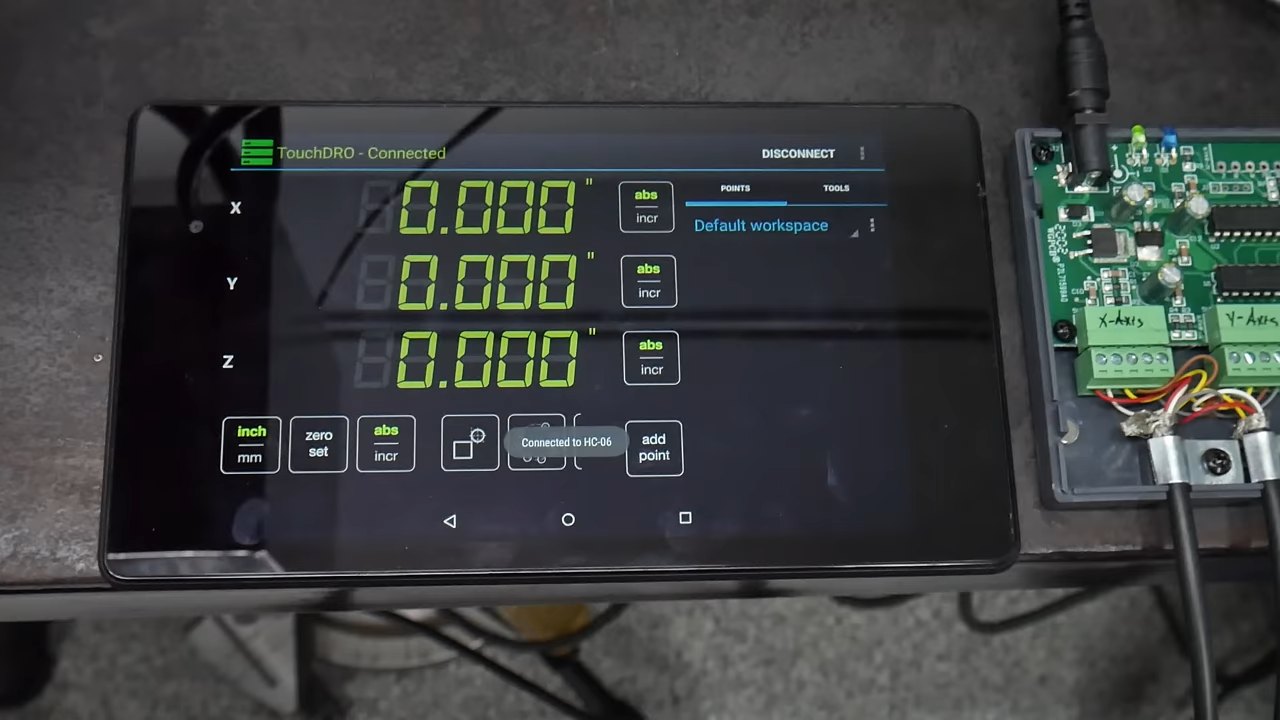 TouchDRO - Connected
DISCONNECT
X
0.000"
abs
incr
POINTS
TOOLS
Default workspace
Y
0.000"
abs
incr
Z
0.000"
abs
incr
inch
mm
zero
set
abs
incr
Connected to HC-06
add
point
X-Axis
Y-Axis